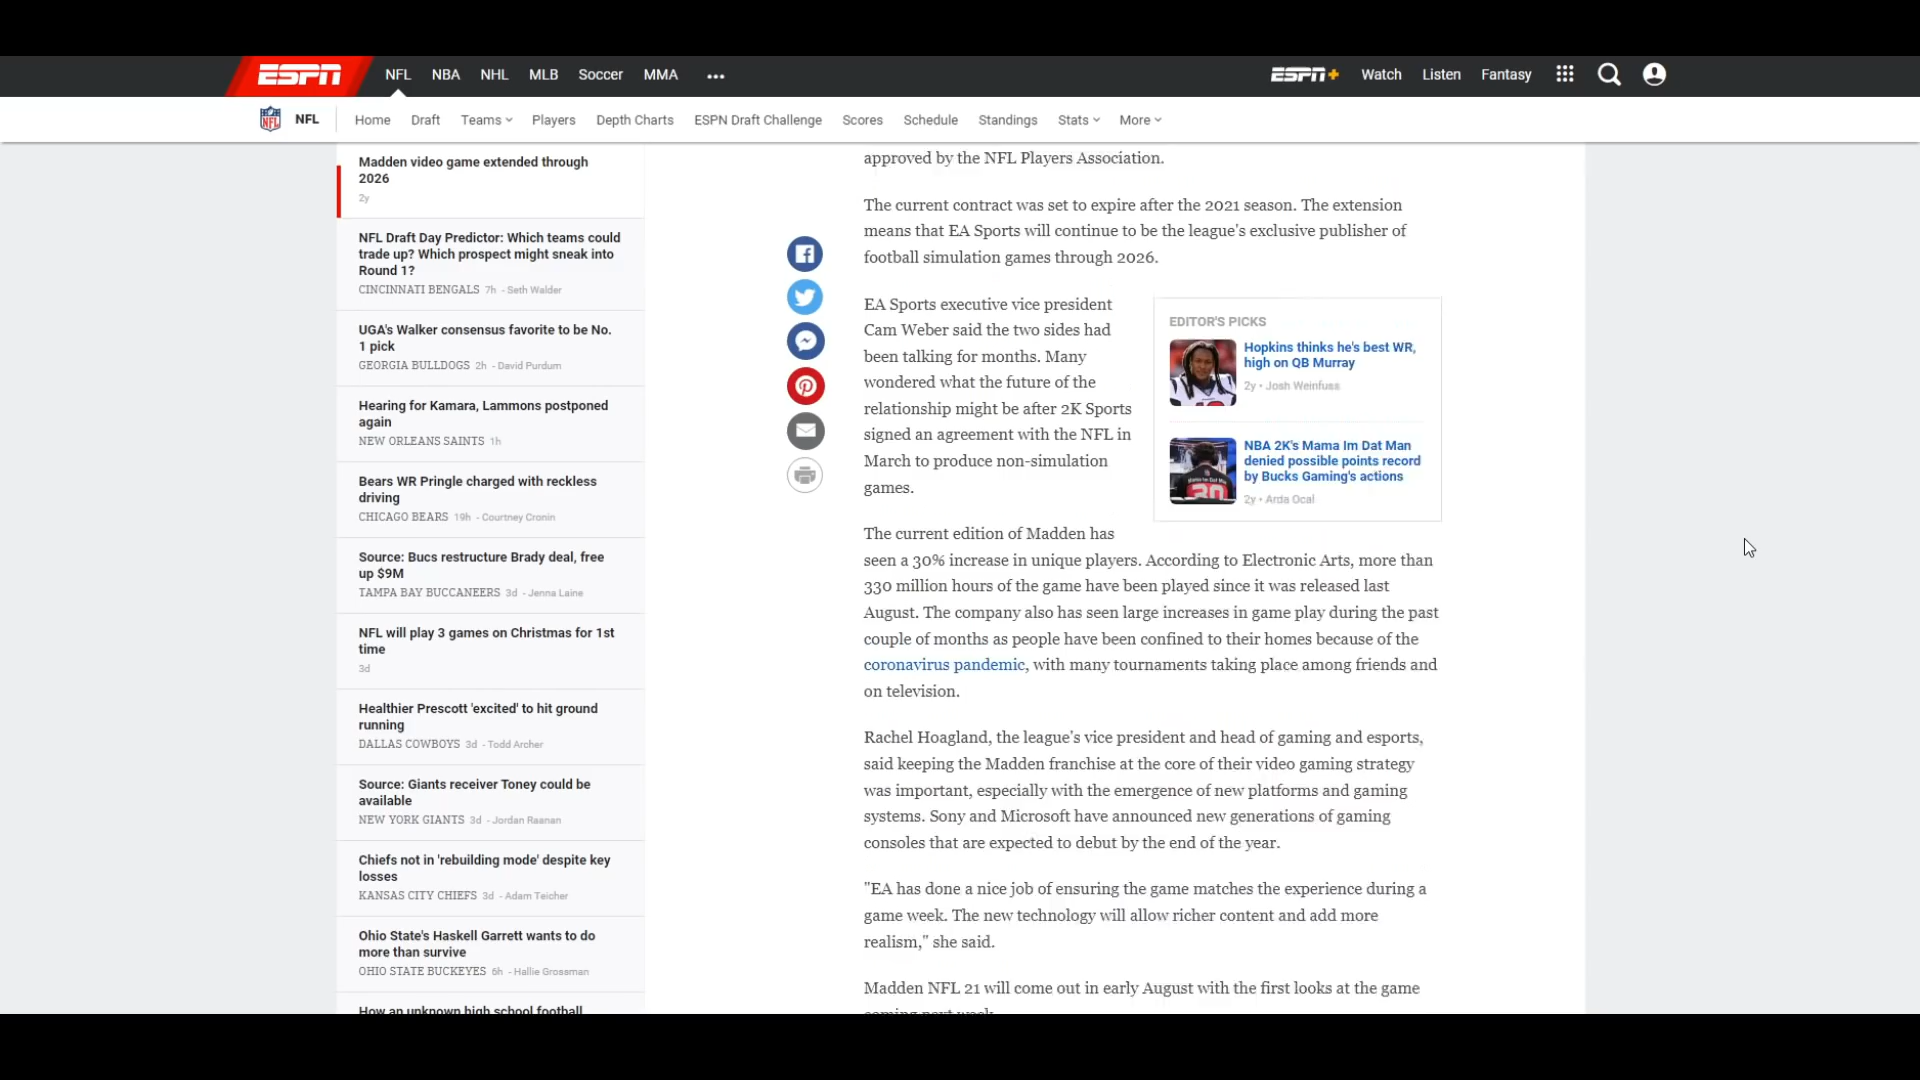 ESPN NFL NBA NHL MLB Soccer MMA ••• ESPN+ Watch Listen Fantasy
NFL NFL Home Draft Teams Players Depth Charts ESPN Draft Challenge Scores Schedule Standings Stats More
Madden video game extended through
2026
2y
NFL Draft Day Predictor: Which teams could
trade up? Which prospect might sneak into
Round 1?
CINCINNATI BENGALS 7h - Seth Walder
UGA's Walker consensus favorite to be No.
1 pick
GEORGIA BULLDOGS 2h - David Purdum
Hearing for Kamara, Lammons postponed
again
NEW ORLEANS SAINTS 1h
Bears WR Pringle charged with reckless
driving
CHICAGO BEARS 19h - Courtney Cronin
Source: Bucs restructure Brady deal, free
up $9M
TAMPA BAY BUCCANEERS 3d - Jenna Laine
NFL will play 3 games on Christmas for 1st
time
3d
Healthier Prescott 'excited' to hit ground
running
DALLAS COWBOYS 3d - Todd Archer
Source: Giants receiver Toney could be
available
NEW YORK GIANTS 3d - Jordan Raanan
Chiefs not in 'rebuilding mode' despite key
losses
KANSAS CITY CHIEFS 3d - Adam Teicher
Ohio State's Haskell Garrett wants to do
more than survive
OHIO STATE BUCKEYES 6h - Hallie Grossman
How an unknown high school football
approved by the NFL Players Association.
The current contract was set to expire after the 2021 season. The extension
means that EA Sports will continue to be the league's exclusive publisher of
football simulation games through 2026.
EA Sports executive vice president
Cam Weber said the two sides had
been talking for months. Many
wondered what the future of the
relationship might be after 2K Sports
signed an agreement with the NFL in
March to produce non-simulation
games.
EDITOR'S PICKS
Hopkins thinks he's best WR,
high on QB Murray
2y • Josh Weinfuss
NBA 2K's Mama Im Dat Man
denied possible points record
by Bucks Gaming's actions
2y • Arda Ocal
The current edition of Madden has
seen a 30% increase in unique players. According to Electronic Arts, more than
330 million hours of the game have been played since it was released last
August. The company also has seen large increases in game play during the past
couple of months as people have been confined to their homes because of the
coronavirus pandemic, with many tournaments taking place among friends and
on television.
Rachel Hoagland, the league's vice president and head of gaming and esports,
said keeping the Madden franchise at the core of their video gaming strategy
was important, especially with the emergence of new platforms and gaming
systems. Sony and Microsoft have announced new generations of gaming
consoles that are expected to debut by the end of the year.
"EA has done a nice job of ensuring the game matches the experience during a
game week. The new technology will allow richer content and add more
realism," she said.
Madden NFL 21 will come out in early August with the first looks at the game
coming next week.